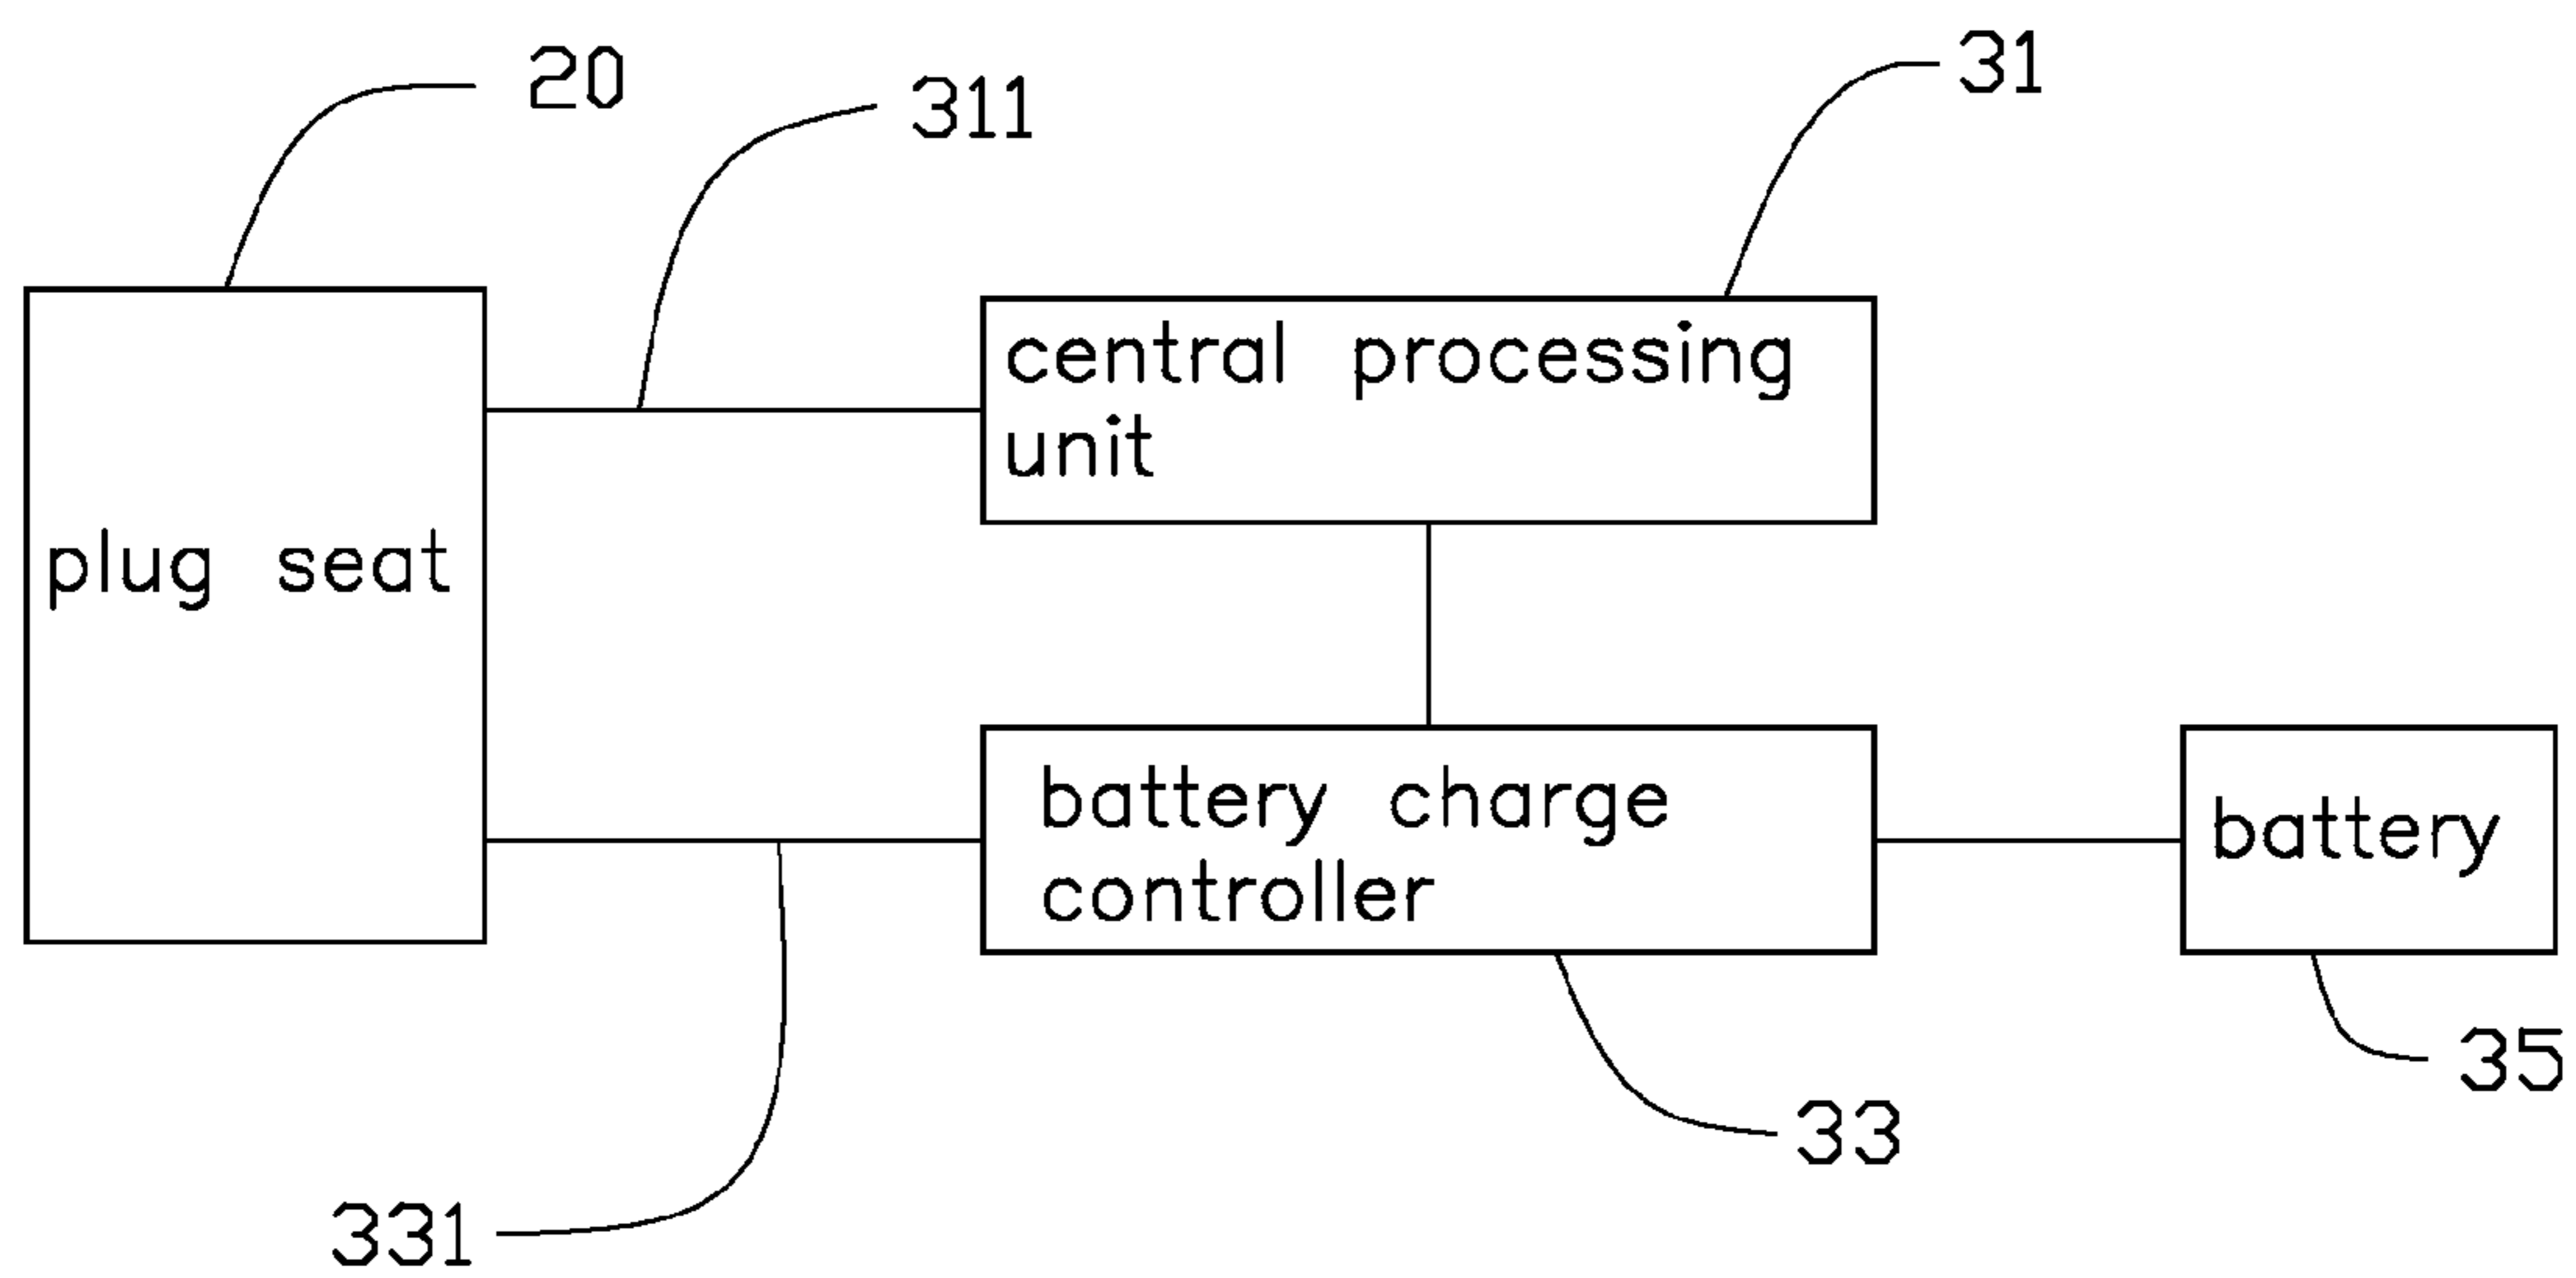 20
311
31
central processing
unit
plug seat
battery charge
controller
battery
35
33
331